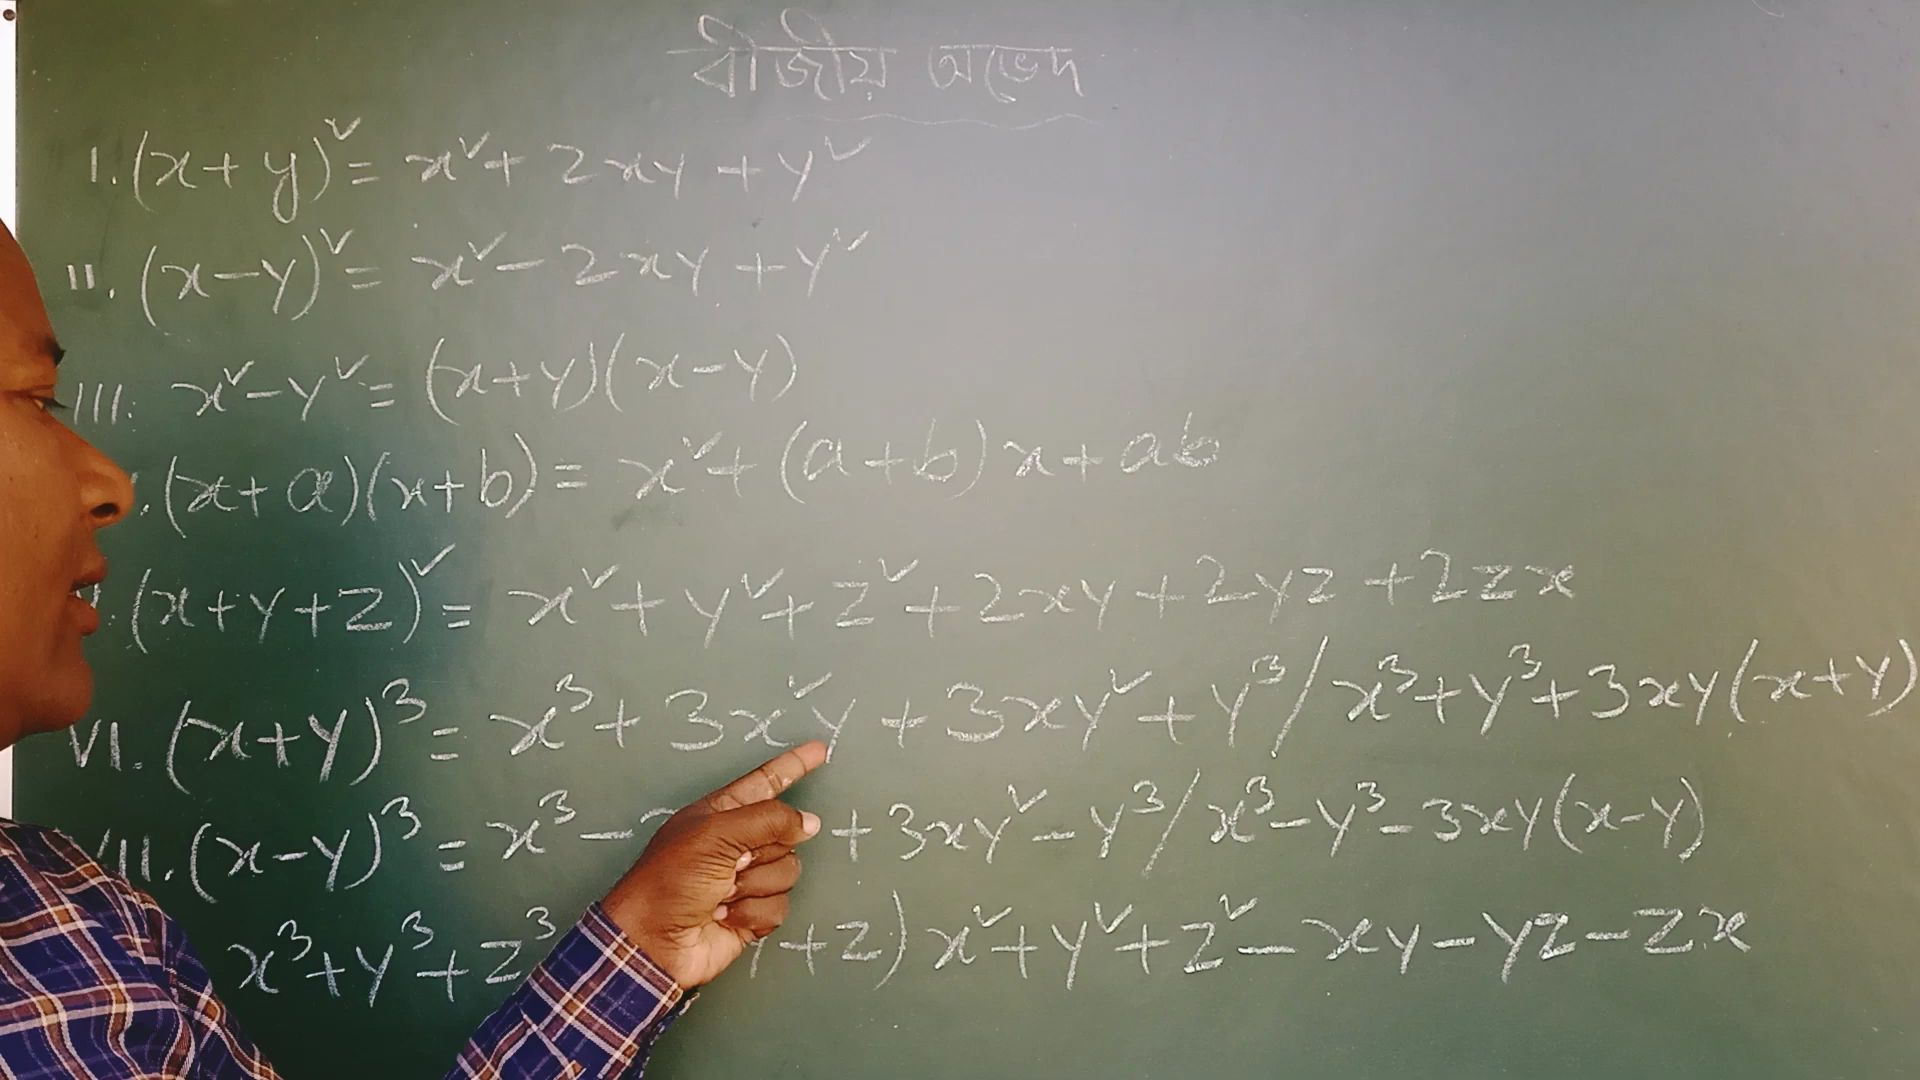 বীজীয় অভেদ
I. (x+y)² = x² + 2xy + y²
II. (x-y)² = x² - 2xy + y²
III. x² - y² = (x+y)(x-y)
.(x+a)(x+b) = x² + (a+b)x + ab
.(x+y+z)² = x² + y² + z² + 2xy + 2yz + 2zx
VI. (x+y)³ = x³ + 3x²y + 3xy² + y³ / x³ + y³ + 3xy(x+y)
VII. (x-y)³ = x³ - + 3xy² - y³ / x³ - y³ - 3xy(x-y)
x³ + y³ + z³ +z) x² + y² + z² - xy - yz - zx